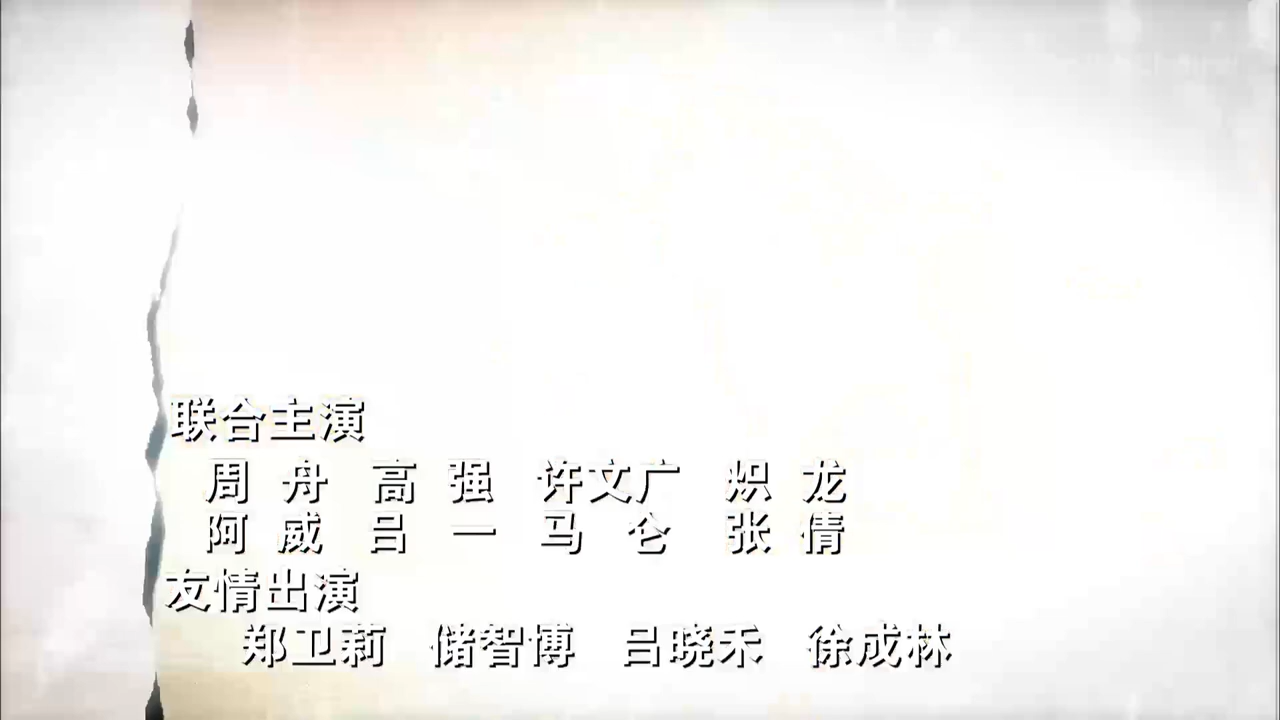 联合主演
周 舟 高 强 许文广 炽 龙
阿 威 吕 一 马 仑 张 倩
友情出演
郑卫莉 储智博 吕晓禾 徐成林